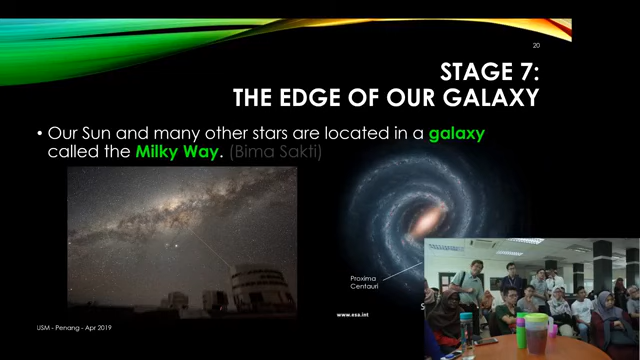 20
STAGE 7:
THE EDGE OF OUR GALAXY
• Our Sun and many other stars are located in a galaxy
called the Milky Way. (Bima Sakti)
Proxima
Centauri
S
www.esa.int
USM - Penang - Apr 2019